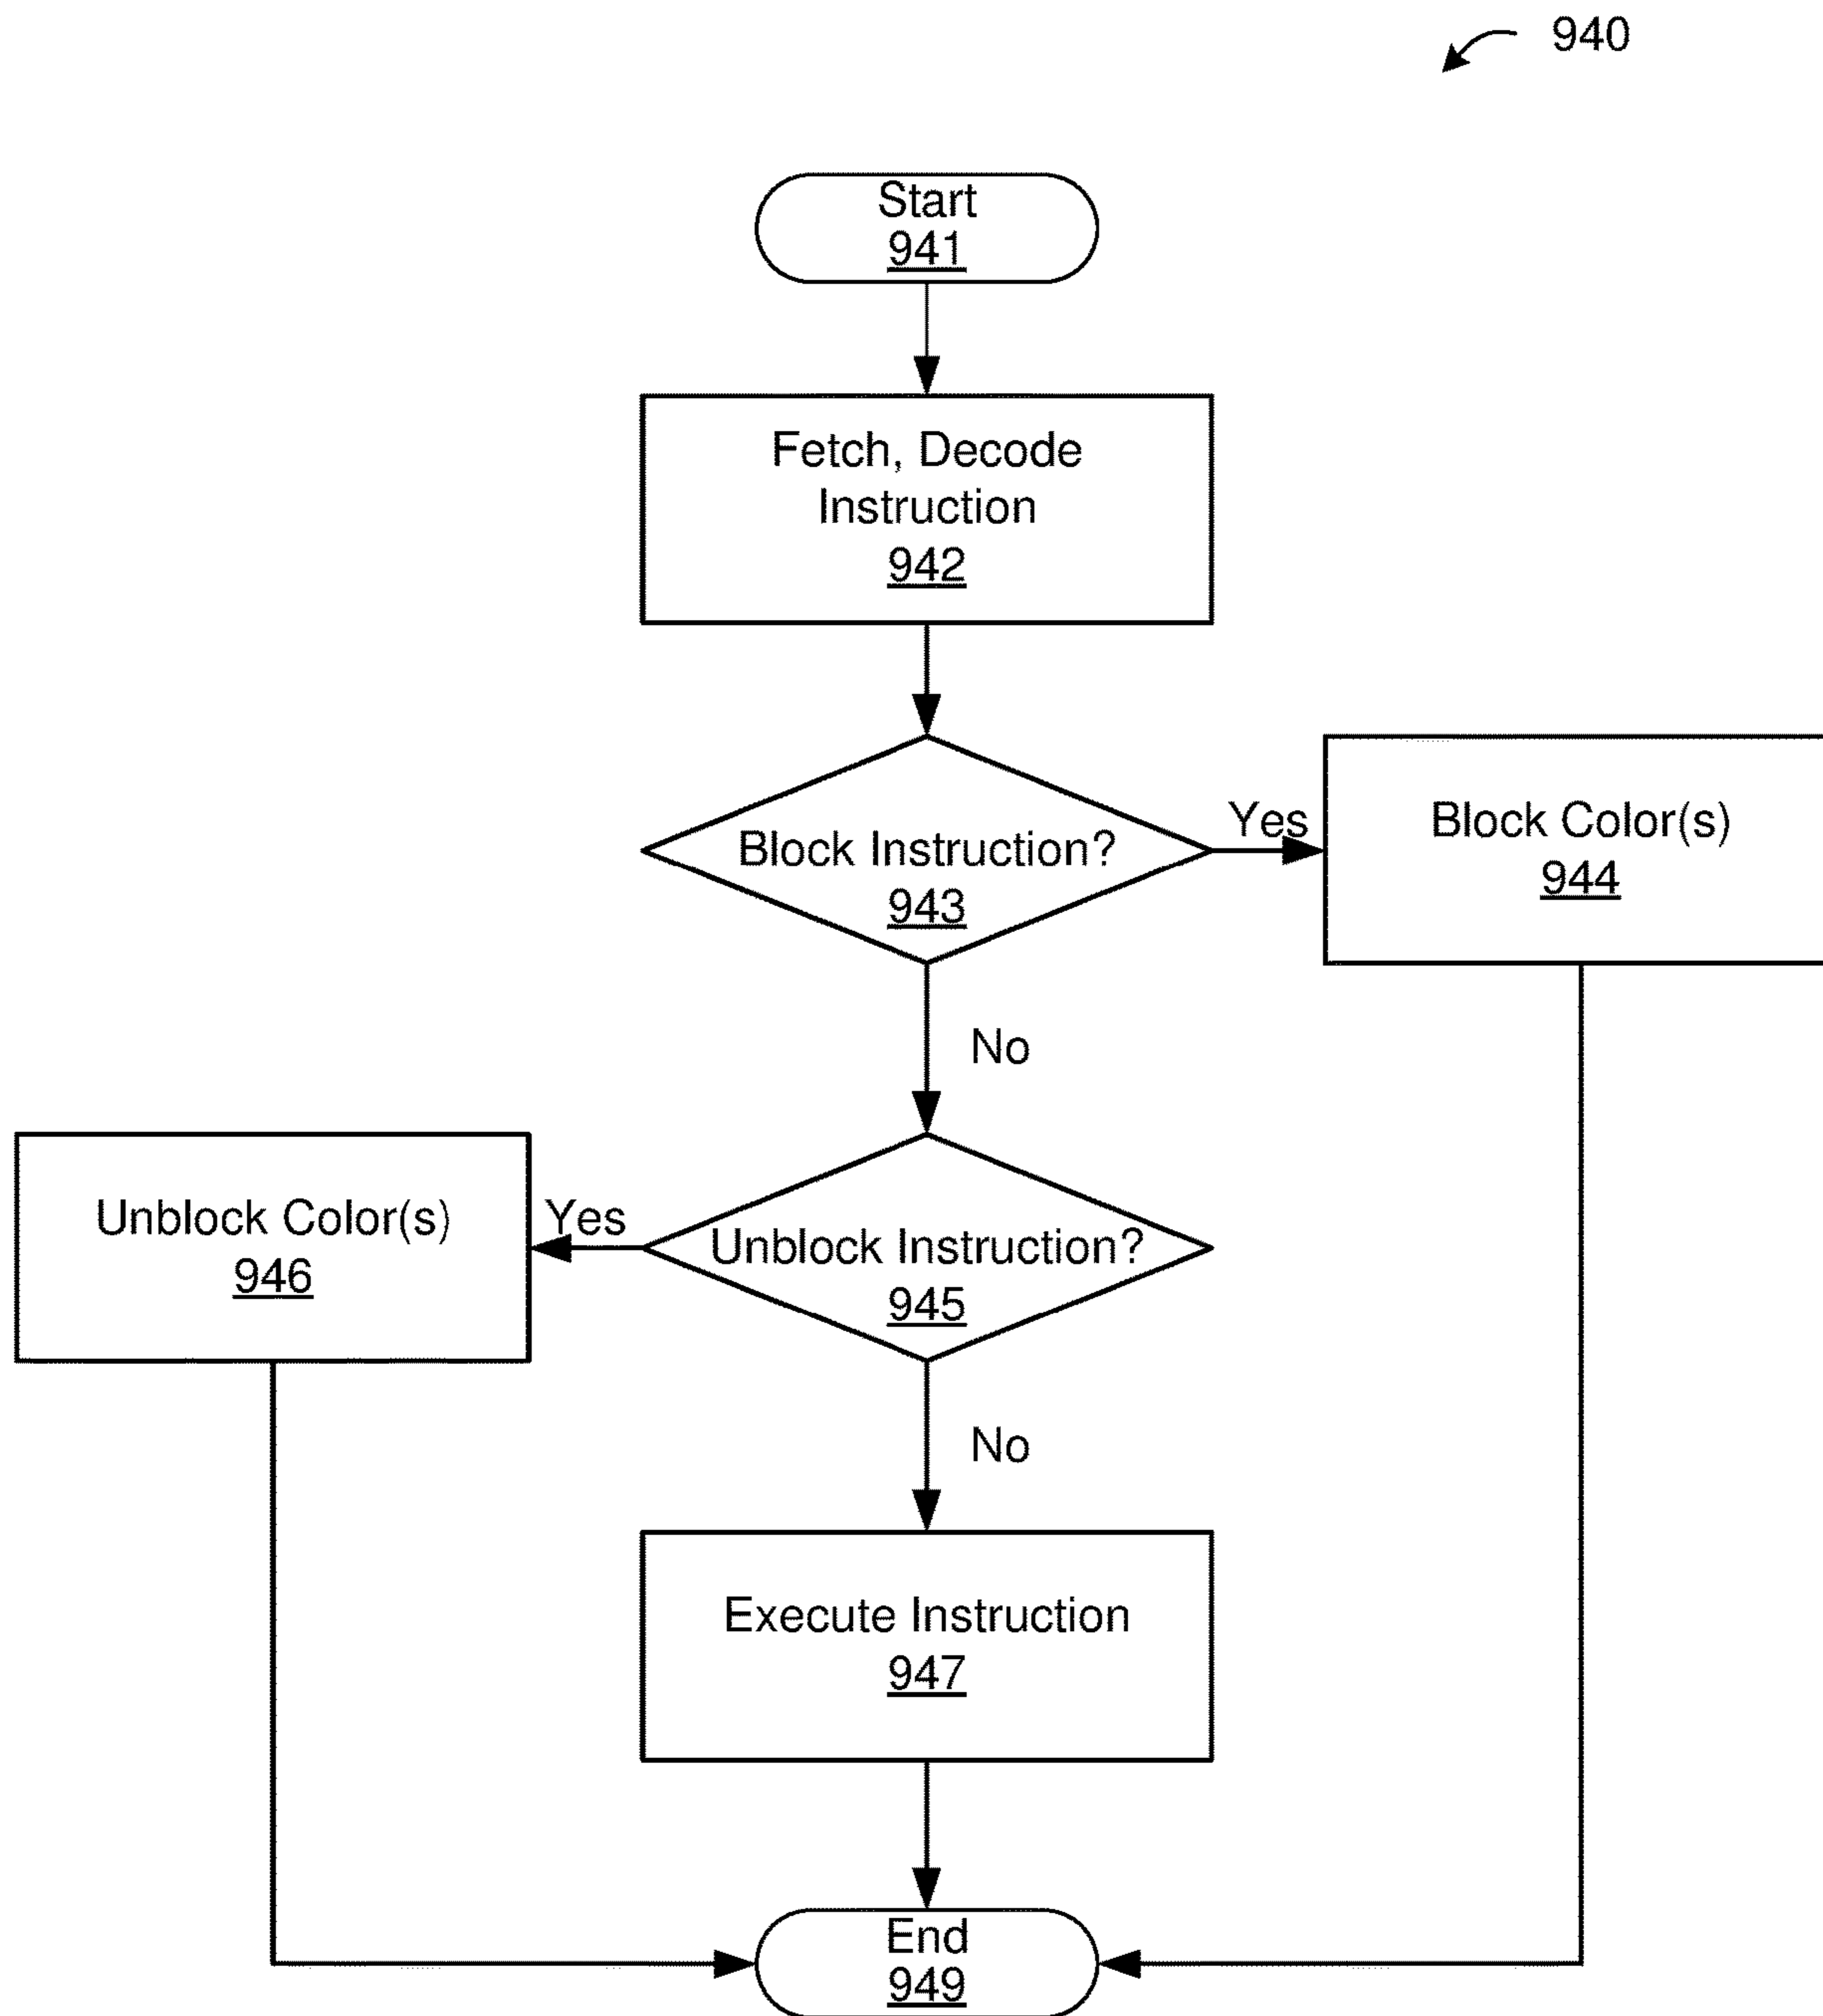 940
Start
941
Fetch, Decode
Instruction
942
Block Instruction?
943
Yes
Block Color(s)
944
No
Unblock Color(s)
946
Yes
Unblock Instruction?
945
No
Execute Instruction
947
End
949